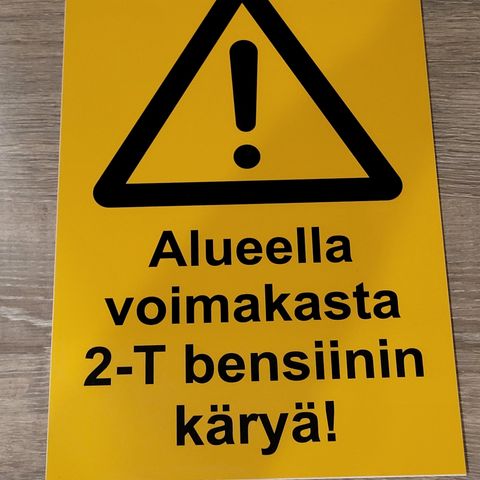 Alueella
voimakasta
2-T bensiinin
käryä!